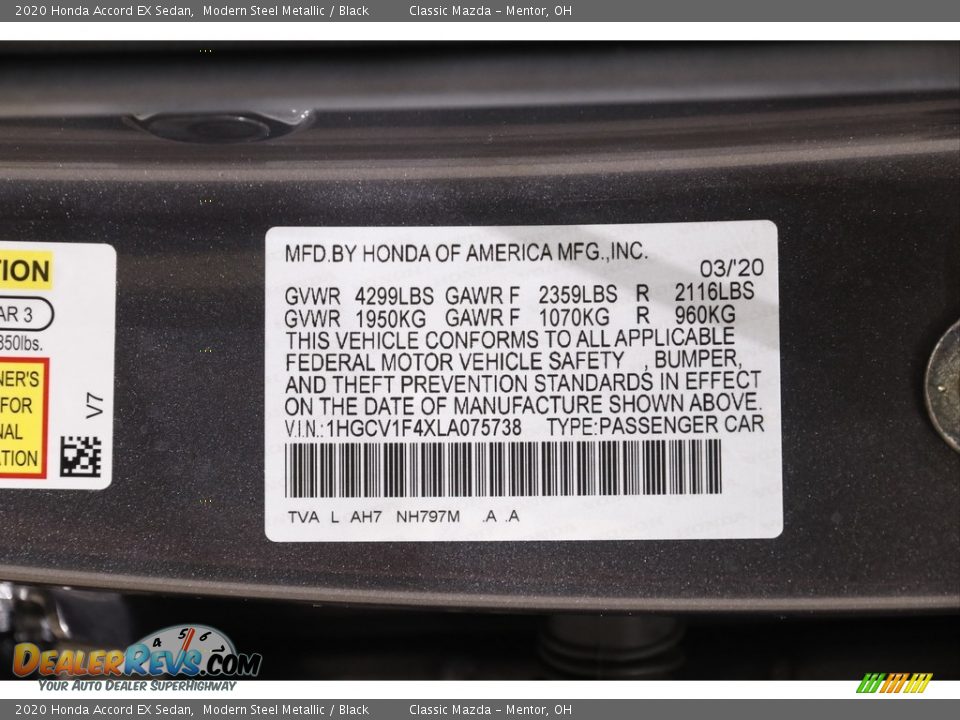 2020 Honda Accord EX Sedan,  Modern Steel Metallic / Black        Classic Mazda – Mentor, OH
MFD.BY HONDA OF AMERICA MFG.,INC.
03/'20
GVWR 4299LBS GAWR F 2359LBS R 2116LBS
GVWR 1950KG GAWR F 1070KG R 960KG
THIS VEHICLE CONFORMS TO ALL APPLICABLE
FEDERAL MOTOR VEHICLE SAFETY , BUMPER,
AND THEFT PREVENTION STANDARDS IN EFFECT
ON THE DATE OF MANUFACTURE SHOWN ABOVE.
V.I.N.:1HGCV1F4XLA075738 TYPE:PASSENGER CAR
TVA L AH7 NH797M .A .A
TION
AR 3
850lbs.
NER'S
FOR
NAL
ATION
V7
4 5 6
DEALERREVS.COM
YOUR AUTO DEALER SUPERHIGHWAY
2020 Honda Accord EX Sedan,  Modern Steel Metallic / Black        Classic Mazda – Mentor, OH